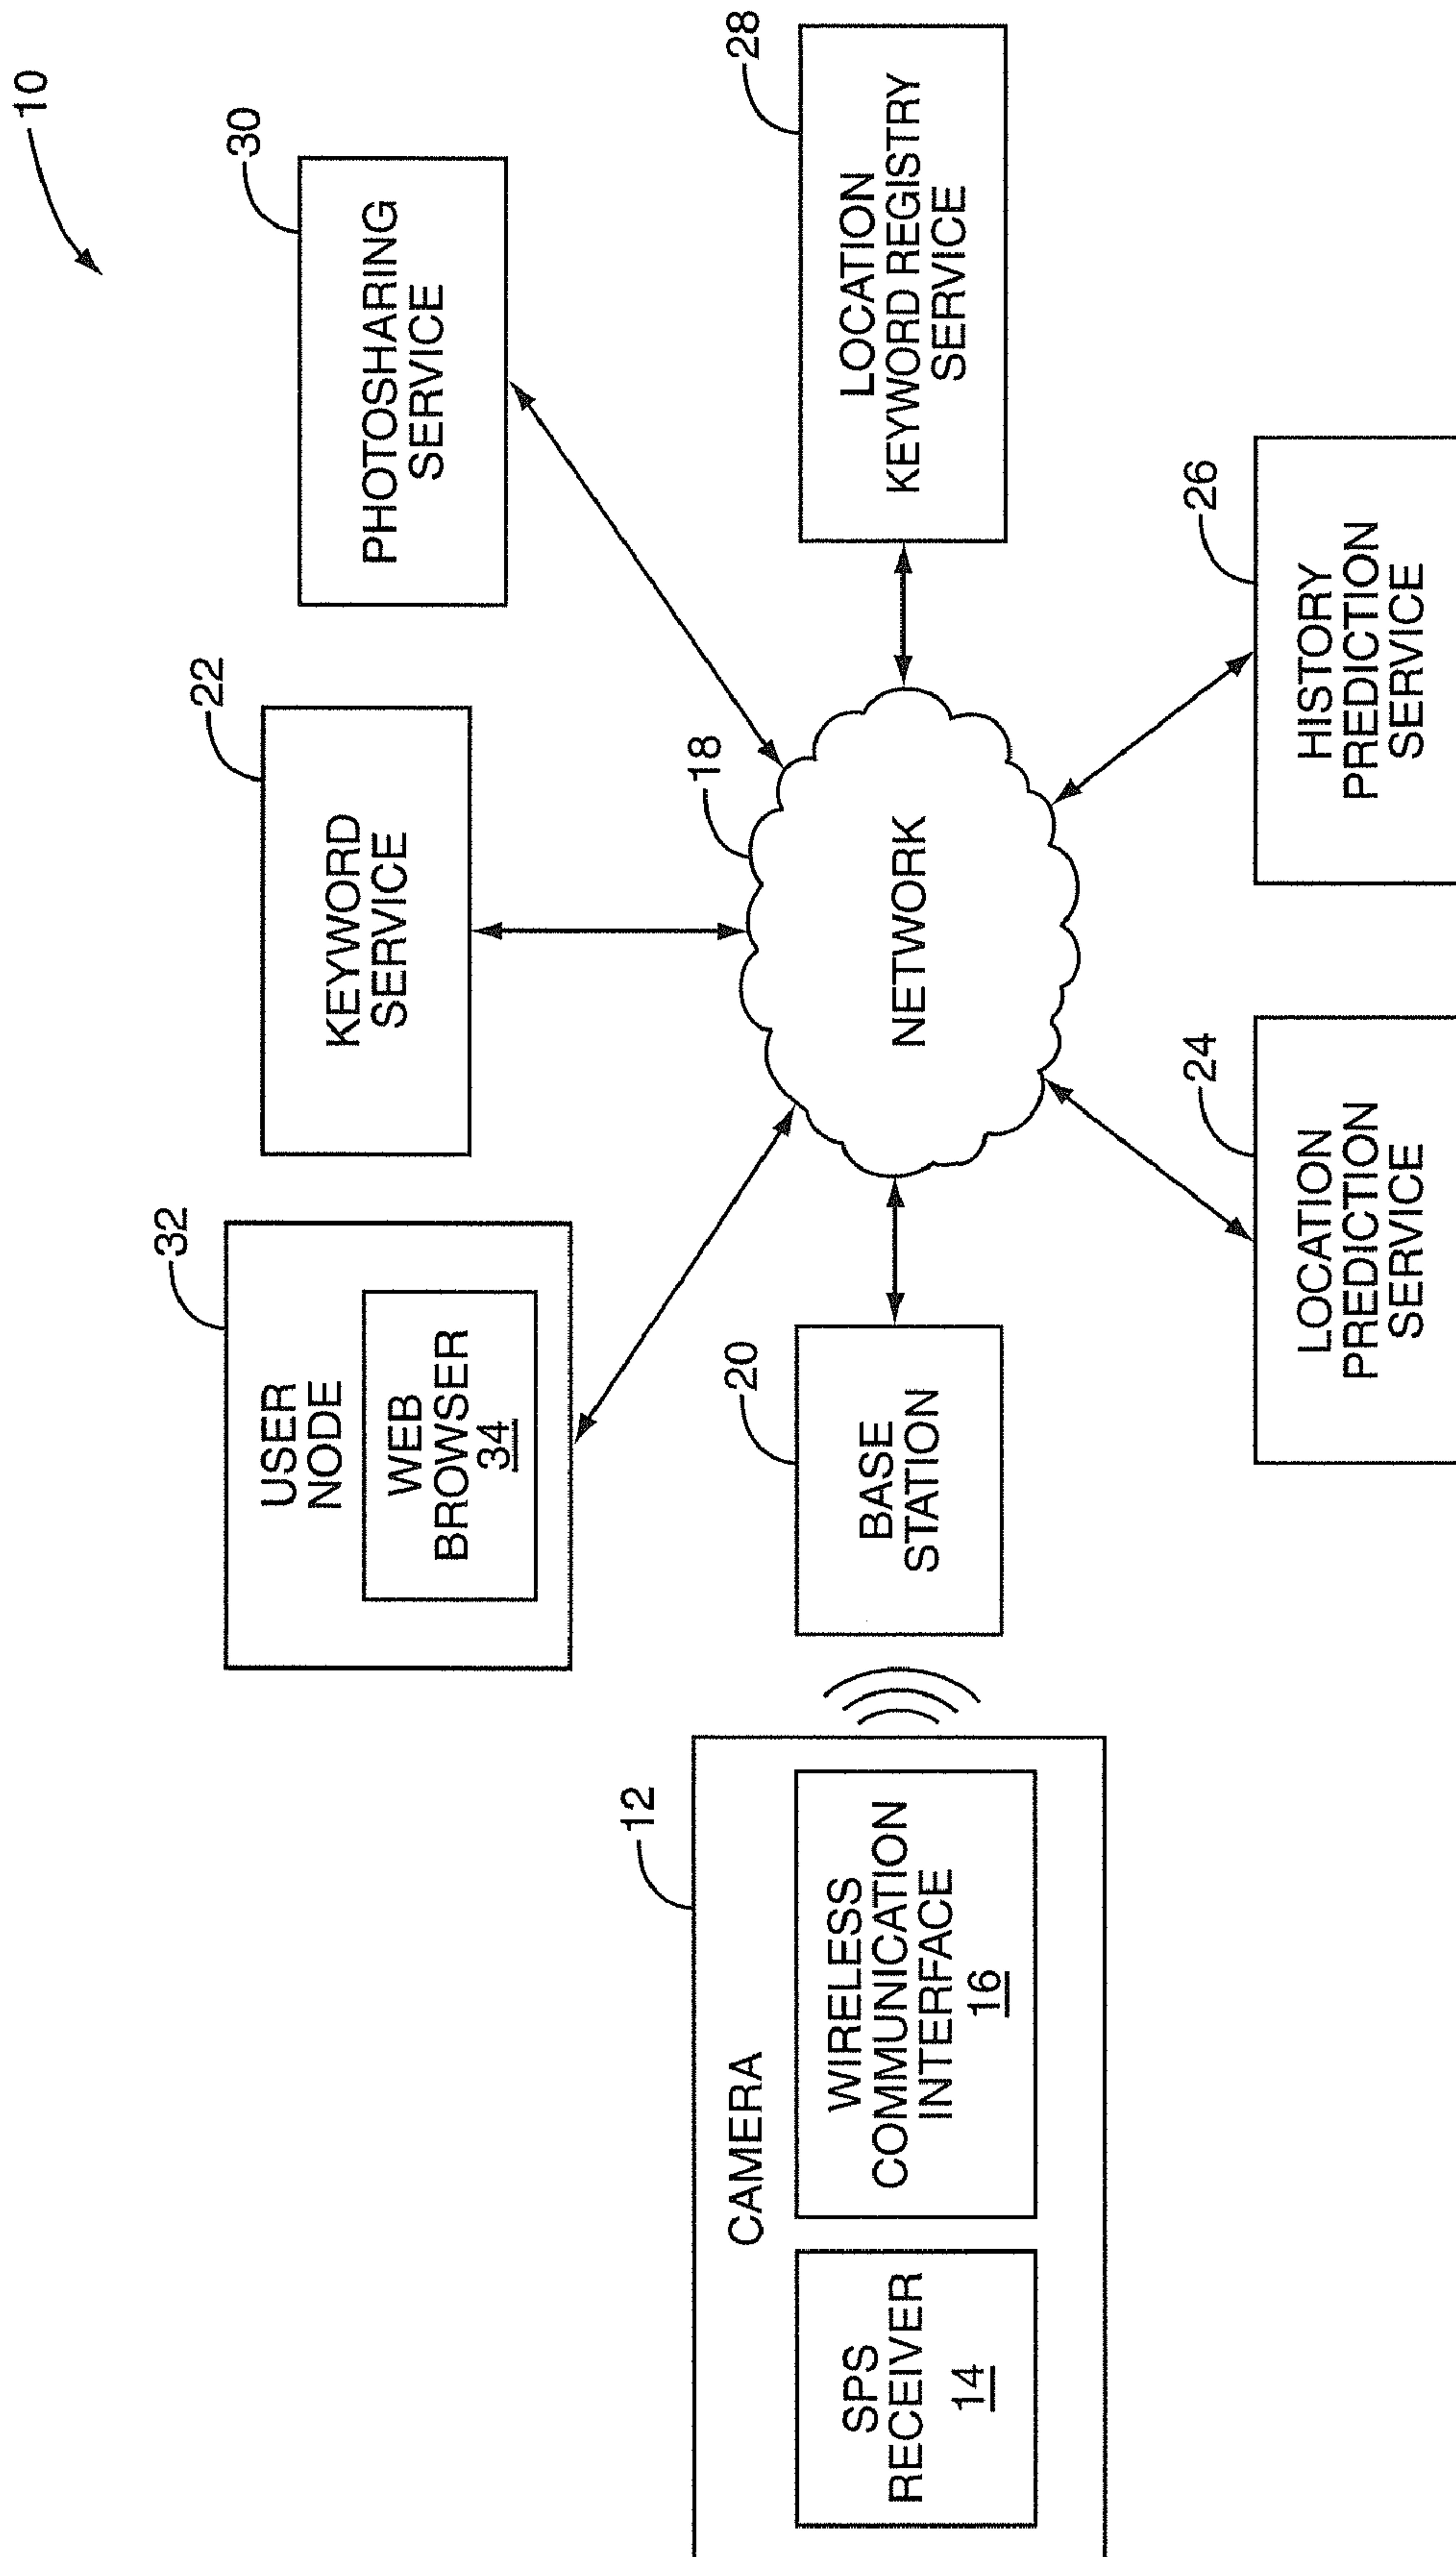 10
32
USER
NODE
WEB
BROWSER
34
22
KEYWORD
SERVICE
30
PHOTOSHARING
SERVICE
12
CAMERA
SPS
RECEIVER
14
WIRELESS
COMMUNICATION
INTERFACE
16
20
BASE
STATION
18
NETWORK
28
LOCATION
KEYWORD REGISTRY
SERVICE
24
LOCATION
PREDICTION
SERVICE
26
HISTORY
PREDICTION
SERVICE